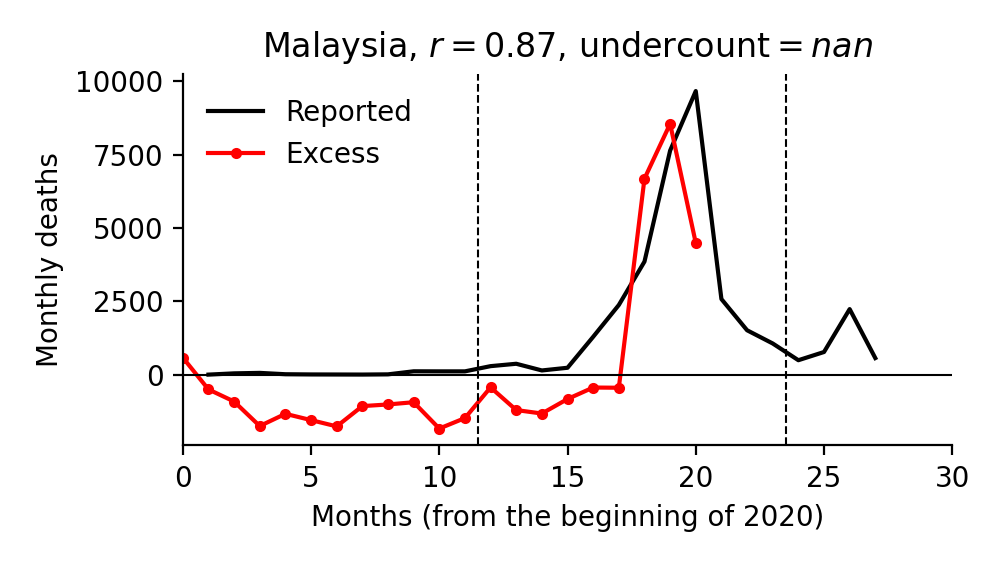 Malaysia, r = 0.87, undercount = nan
10000
7500
5000
2500
0
Monthly deaths
Reported
Excess
0 5 10 15 20 25 30
Months (from the beginning of 2020)